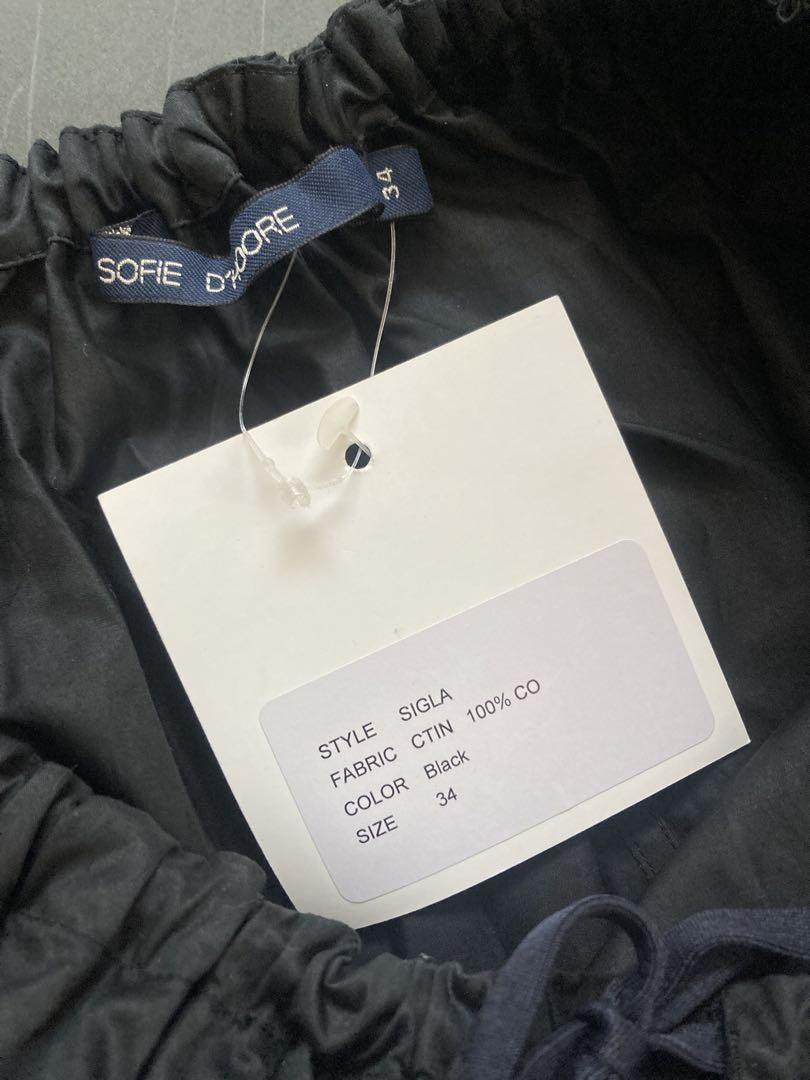 SOFIE D'HOORE
34
STYLE SIGLA
FABRIC CTIN 100% CO
COLOR Black
SIZE 34